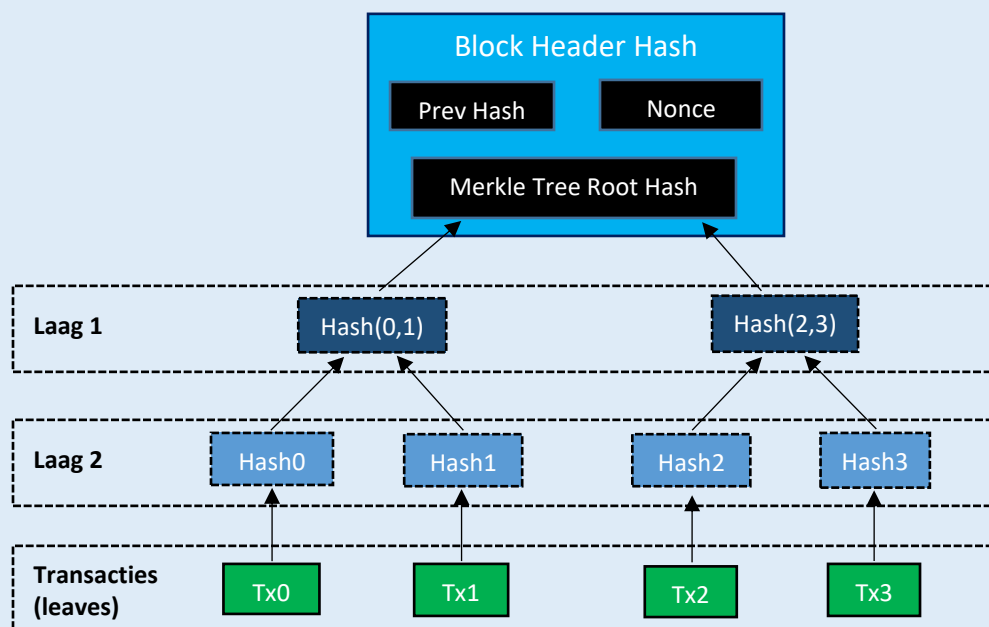 Block Header Hash
Prev Hash
Nonce
Merkle Tree Root Hash
Laag 1
Hash(0,1)
Hash(2,3)
Laag 2
Hash0
Hash1
Hash2
Hash3
Transacties
(leaves)
Tx0
Tx1
Tx2
Tx3